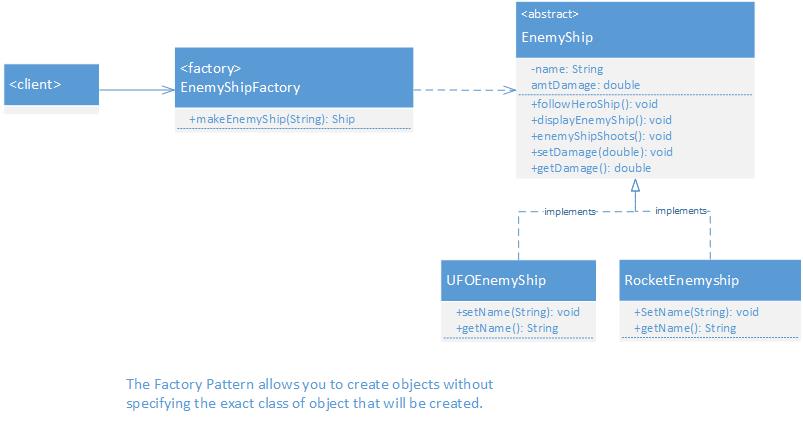 <abstract>
EnemyShip
-name: String
amtDamage: double
+followHeroShip(): void
+displayEnemyShip(): void
+enemyShipShoots(): void
+setDamage(double): void
+getDamage(): double
<client>
<factory>
EnemyShipFactory
+makeEnemyShip(String): Ship
implements
implements
UFOEnemyShip
+setName(String): void
+getName(): String
RocketEnemyship
+SetName(String): void
+getName(): String
The Factory Pattern allows you to create objects without
specifying the exact class of object that will be created.